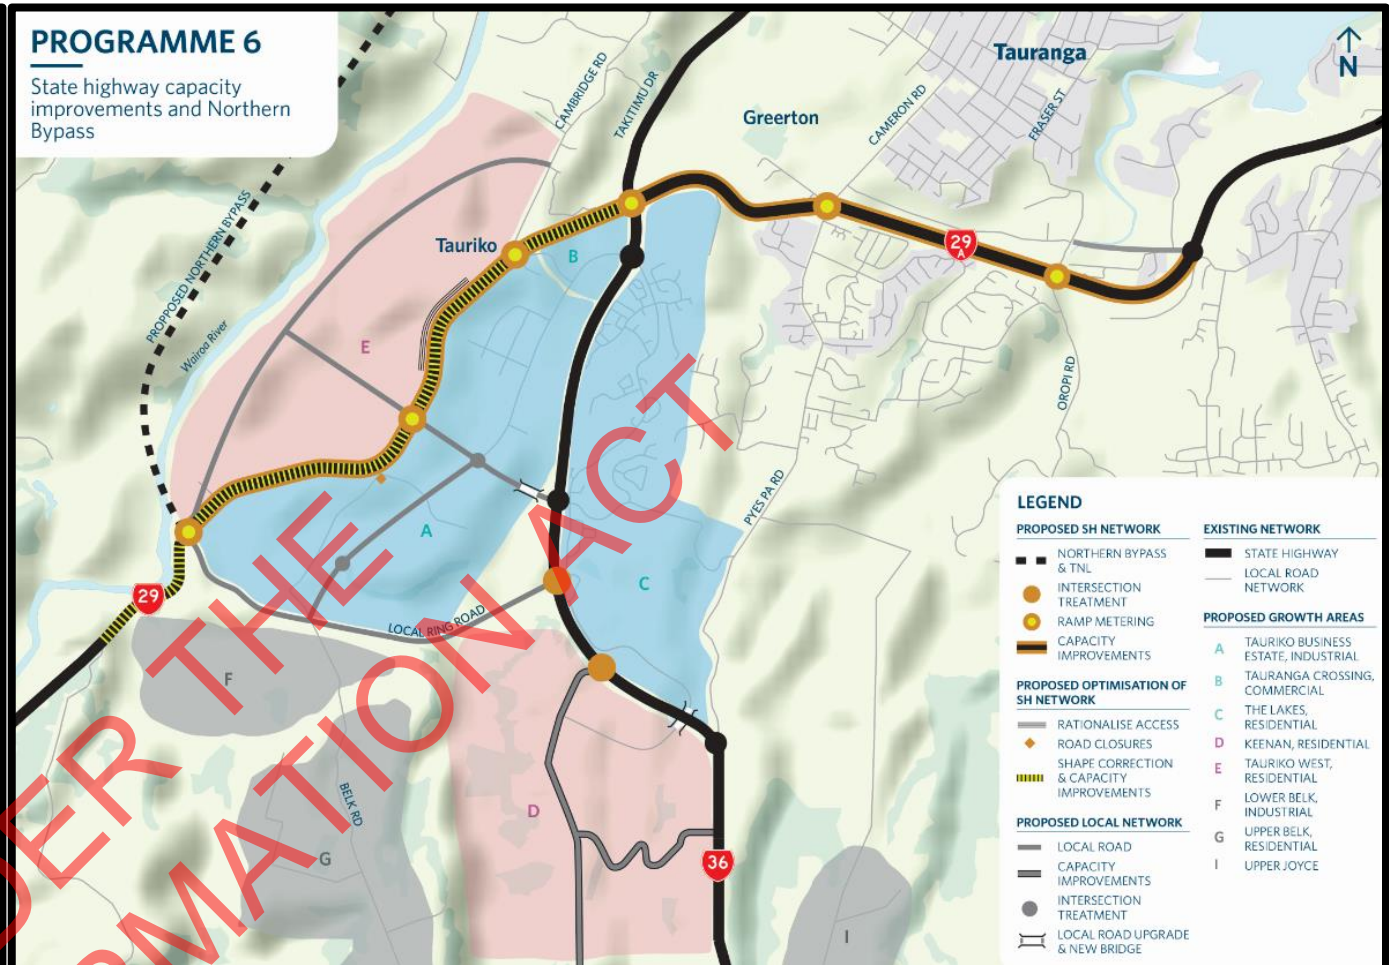 PROGRAMME 6
State highway capacity
improvements and Northern
Bypass
N
Tauranga
Greerton
CAMBRIDGE RD
TAKITIMU DR
CAMERON RD
FRASER ST
PROPPOSED NORTHERN BYPASS
Wairoa River
Tauriko
B
29
A
E
OROPI RD
PYES PA RD
A
C
LOCAL RING ROAD
29
F
D
BELK RD
G
36
I
LEGEND
PROPOSED SH NETWORK
NORTHERN BYPASS
& TNL
INTERSECTION
TREATMENT
RAMP METERING
CAPACITY
IMPROVEMENTS
PROPOSED OPTIMISATION OF
SH NETWORK
RATIONALISE ACCESS
ROAD CLOSURES
SHAPE CORRECTION
& CAPACITY
IMPROVEMENTS
PROPOSED LOCAL NETWORK
LOCAL ROAD
CAPACITY
IMPROVEMENTS
INTERSECTION
TREATMENT
LOCAL ROAD UPGRADE
& NEW BRIDGE
EXISTING NETWORK
STATE HIGHWAY
LOCAL ROAD
NETWORK
PROPOSED GROWTH AREAS
A TAURIKO BUSINESS
ESTATE, INDUSTRIAL
B TAURANGA CROSSING,
COMMERCIAL
C THE LAKES,
RESIDENTIAL
D KEENAN, RESIDENTIAL
E TAURIKO WEST,
RESIDENTIAL
F LOWER BELK,
INDUSTRIAL
G UPPER BELK,
RESIDENTIAL
I UPPER JOYCE
DER THE
RMATION ACT